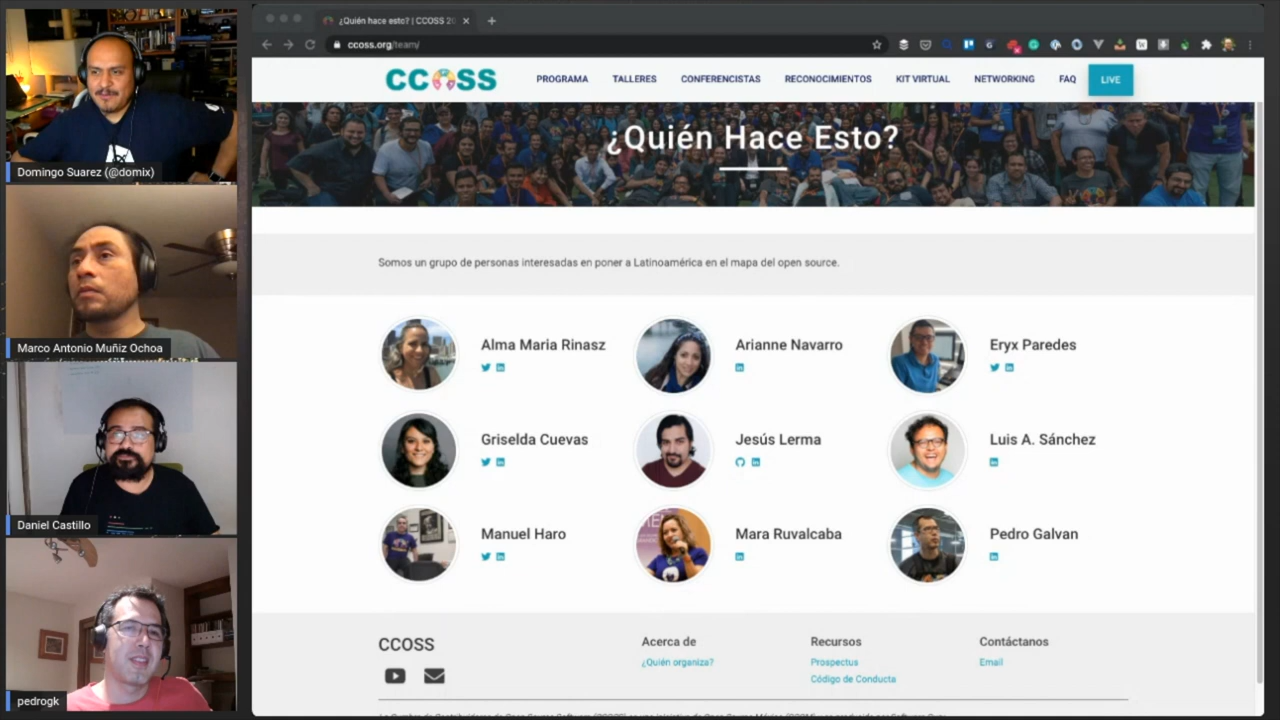 ¿Quién hace esto? | CCOSS 20
ccoss.org/team/
CCOSS
PROGRAMA
TALLERES
CONFERENCISTAS
RECONOCIMIENTOS
KIT VIRTUAL
NETWORKING
FAQ
LIVE
¿Quién Hace Esto?
Somos un grupo de personas interesadas en poner a Latinoamérica en el mapa del open source.
Alma Maria Rinasz
Arianne Navarro
Eryx Paredes
Griselda Cuevas
Jesús Lerma
Luis A. Sánchez
Manuel Haro
Mara Ruvalcaba
Pedro Galvan
CCOSS
Acerca de
¿Quién organiza?
Recursos
Prospectus
Código de Conducta
Contáctanos
Email
Domingo Suarez (@domix)
Marco Antonio Muñiz Ochoa
Daniel Castillo
pedrogk